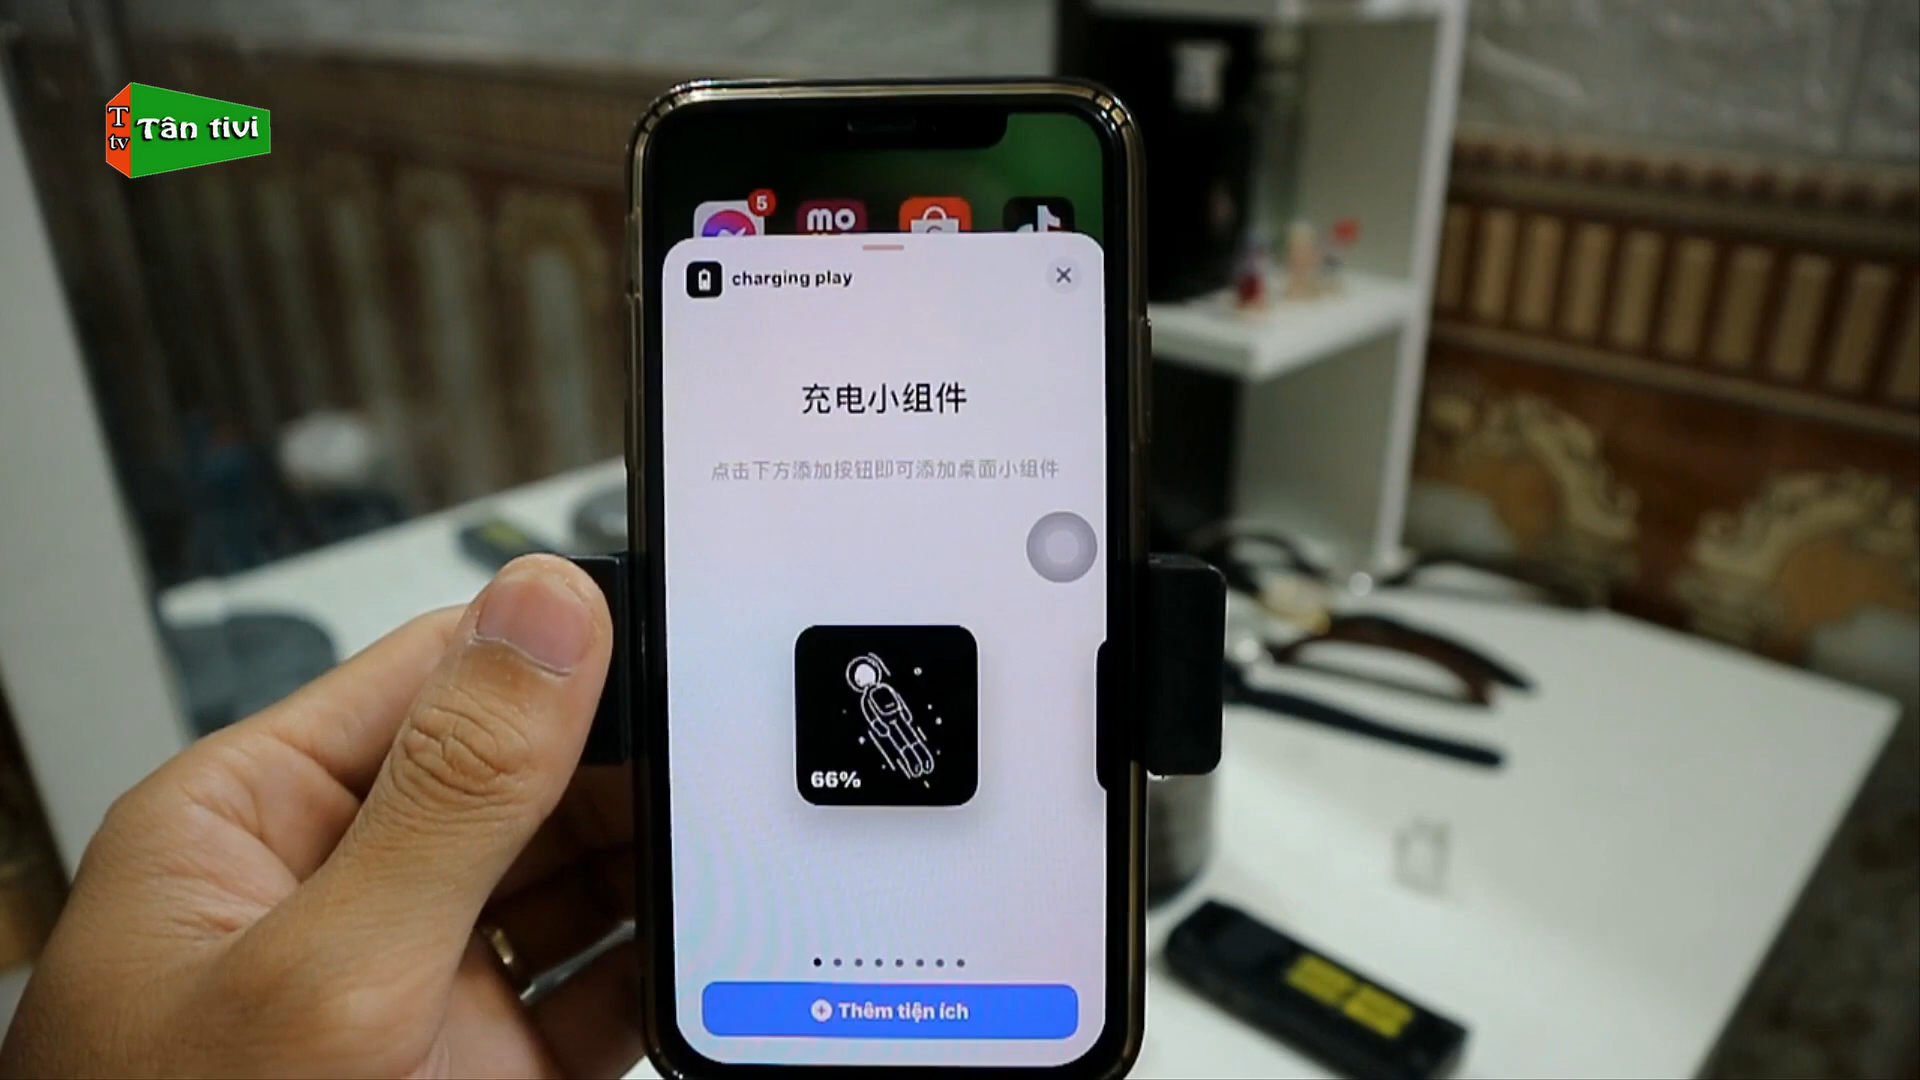 T
tv
Tân tivi
5
mo
charging play
充电小组件
点击下方添加按钮即可添加桌面小组件
66%
Thêm tiện ích